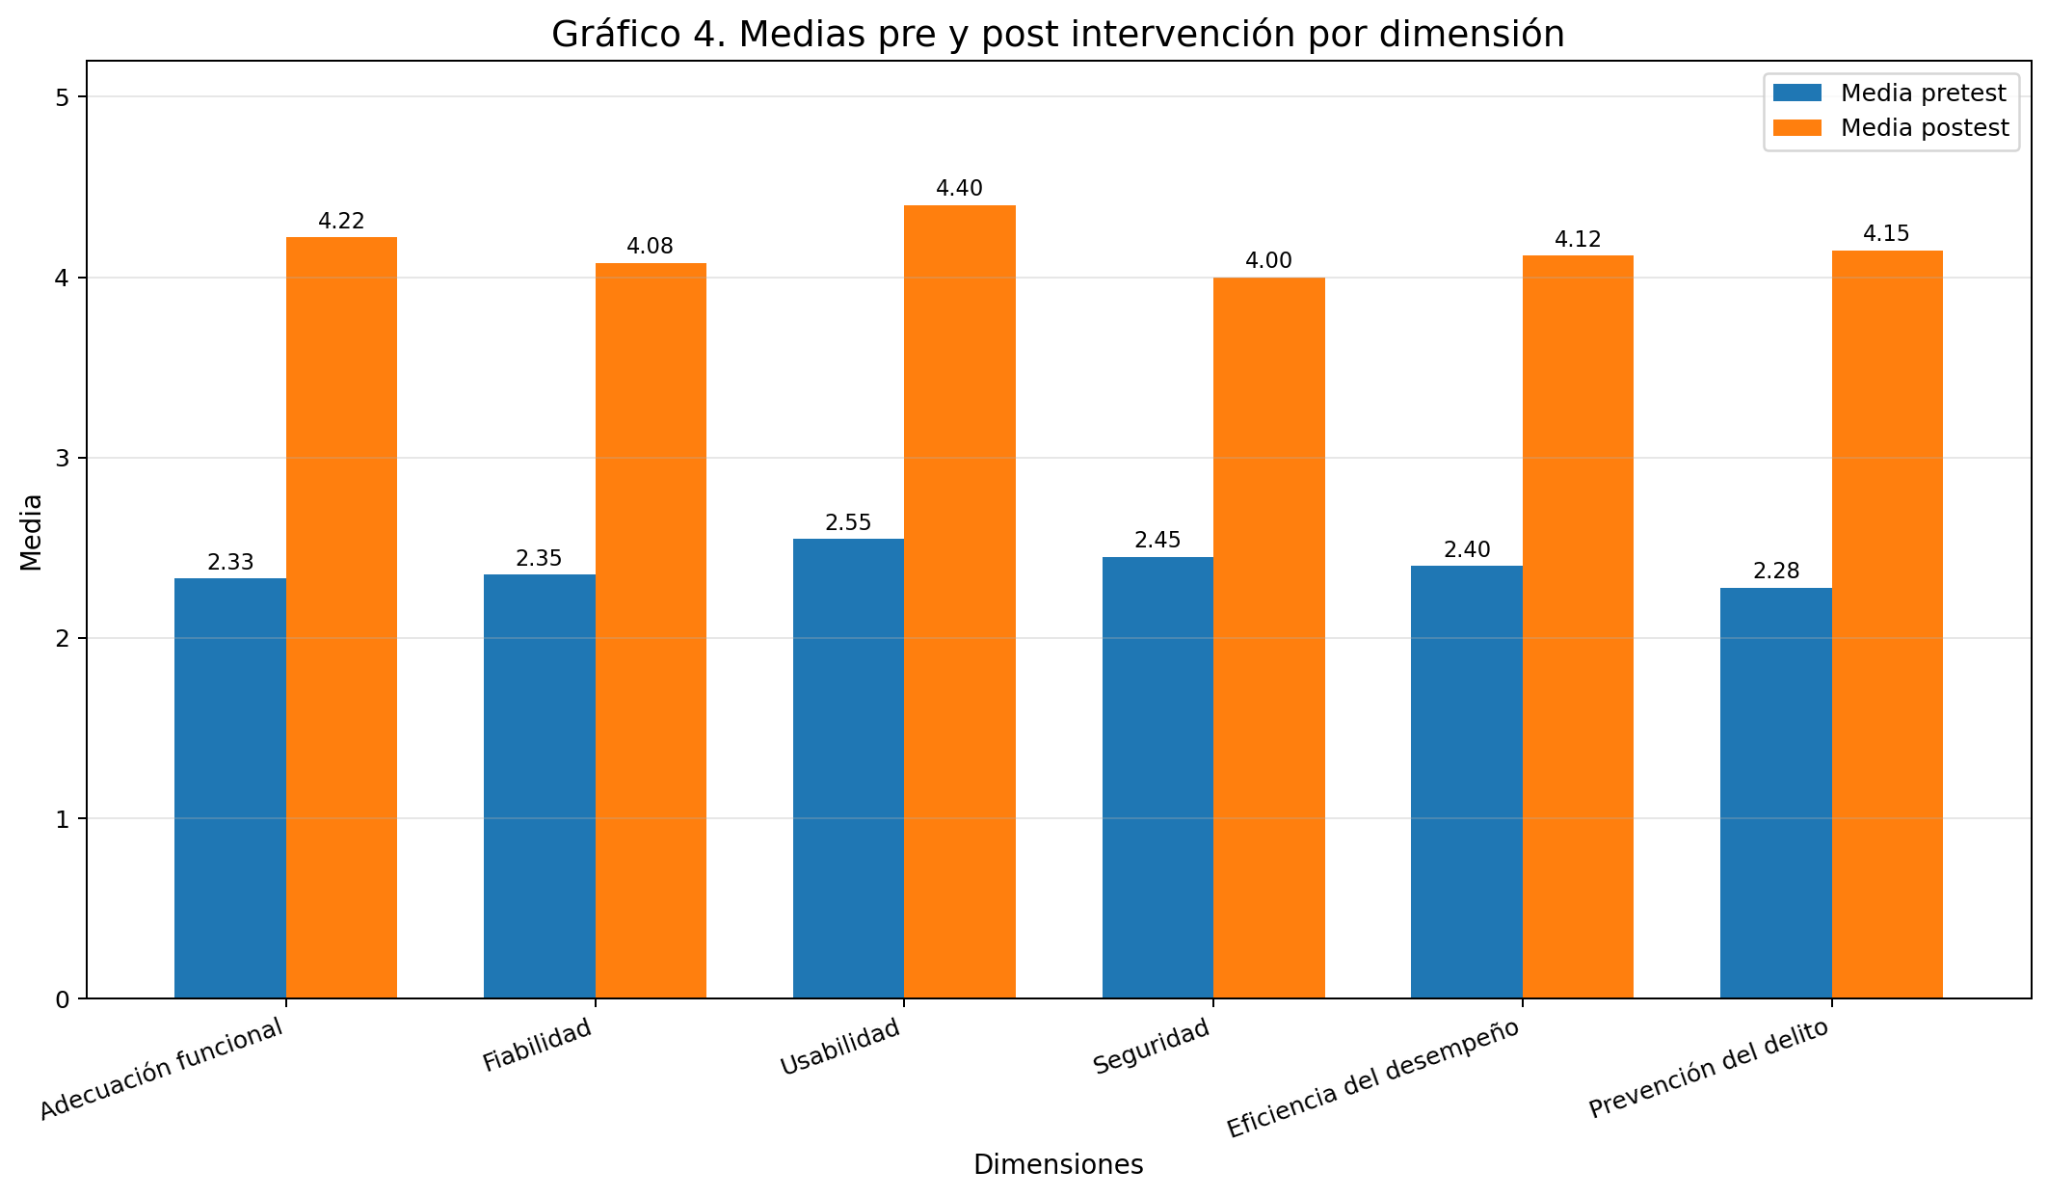 Gráfico 4. Medias pre y post intervención por dimensión
Media pretest
Media postest
5
4
3
2
1
0
Media
2.33
4.22
2.35
4.08
2.55
4.40
2.45
4.00
2.40
4.12
2.28
4.15
Adecuación funcional
Fiabilidad
Usabilidad
Seguridad
Eficiencia del desempeño
Prevención del delito
Dimensiones